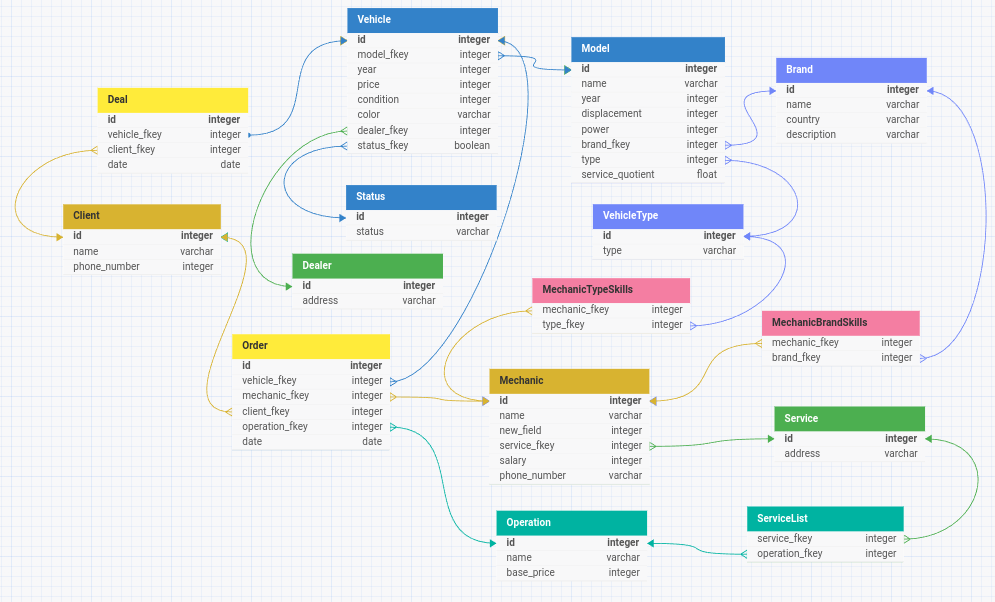 Vehicle
id integer
model_fkey integer
year integer
price integer
condition integer
color varchar
dealer_fkey integer
status_fkey boolean
Model
id integer
name varchar
year integer
displacement integer
power integer
brand_fkey integer
type integer
service_quotient float
Brand
id integer
name varchar
country varchar
description varchar
Deal
id integer
vehicle_fkey integer
client_fkey integer
date date
Status
id integer
status varchar
Client
id integer
name varchar
phone_number integer
VehicleType
id integer
type varchar
Dealer
id integer
address varchar
MechanicTypeSkills
mechanic_fkey integer
type_fkey integer
MechanicBrandSkills
mechanic_fkey integer
brand_fkey integer
Order
id integer
vehicle_fkey integer
mechanic_fkey integer
client_fkey integer
operation_fkey integer
date date
Mechanic
id integer
name varchar
new_field integer
service_fkey integer
salary integer
phone_number varchar
Service
id integer
address varchar
Operation
id integer
name varchar
base_price integer
ServiceList
service_fkey integer
operation_fkey integer